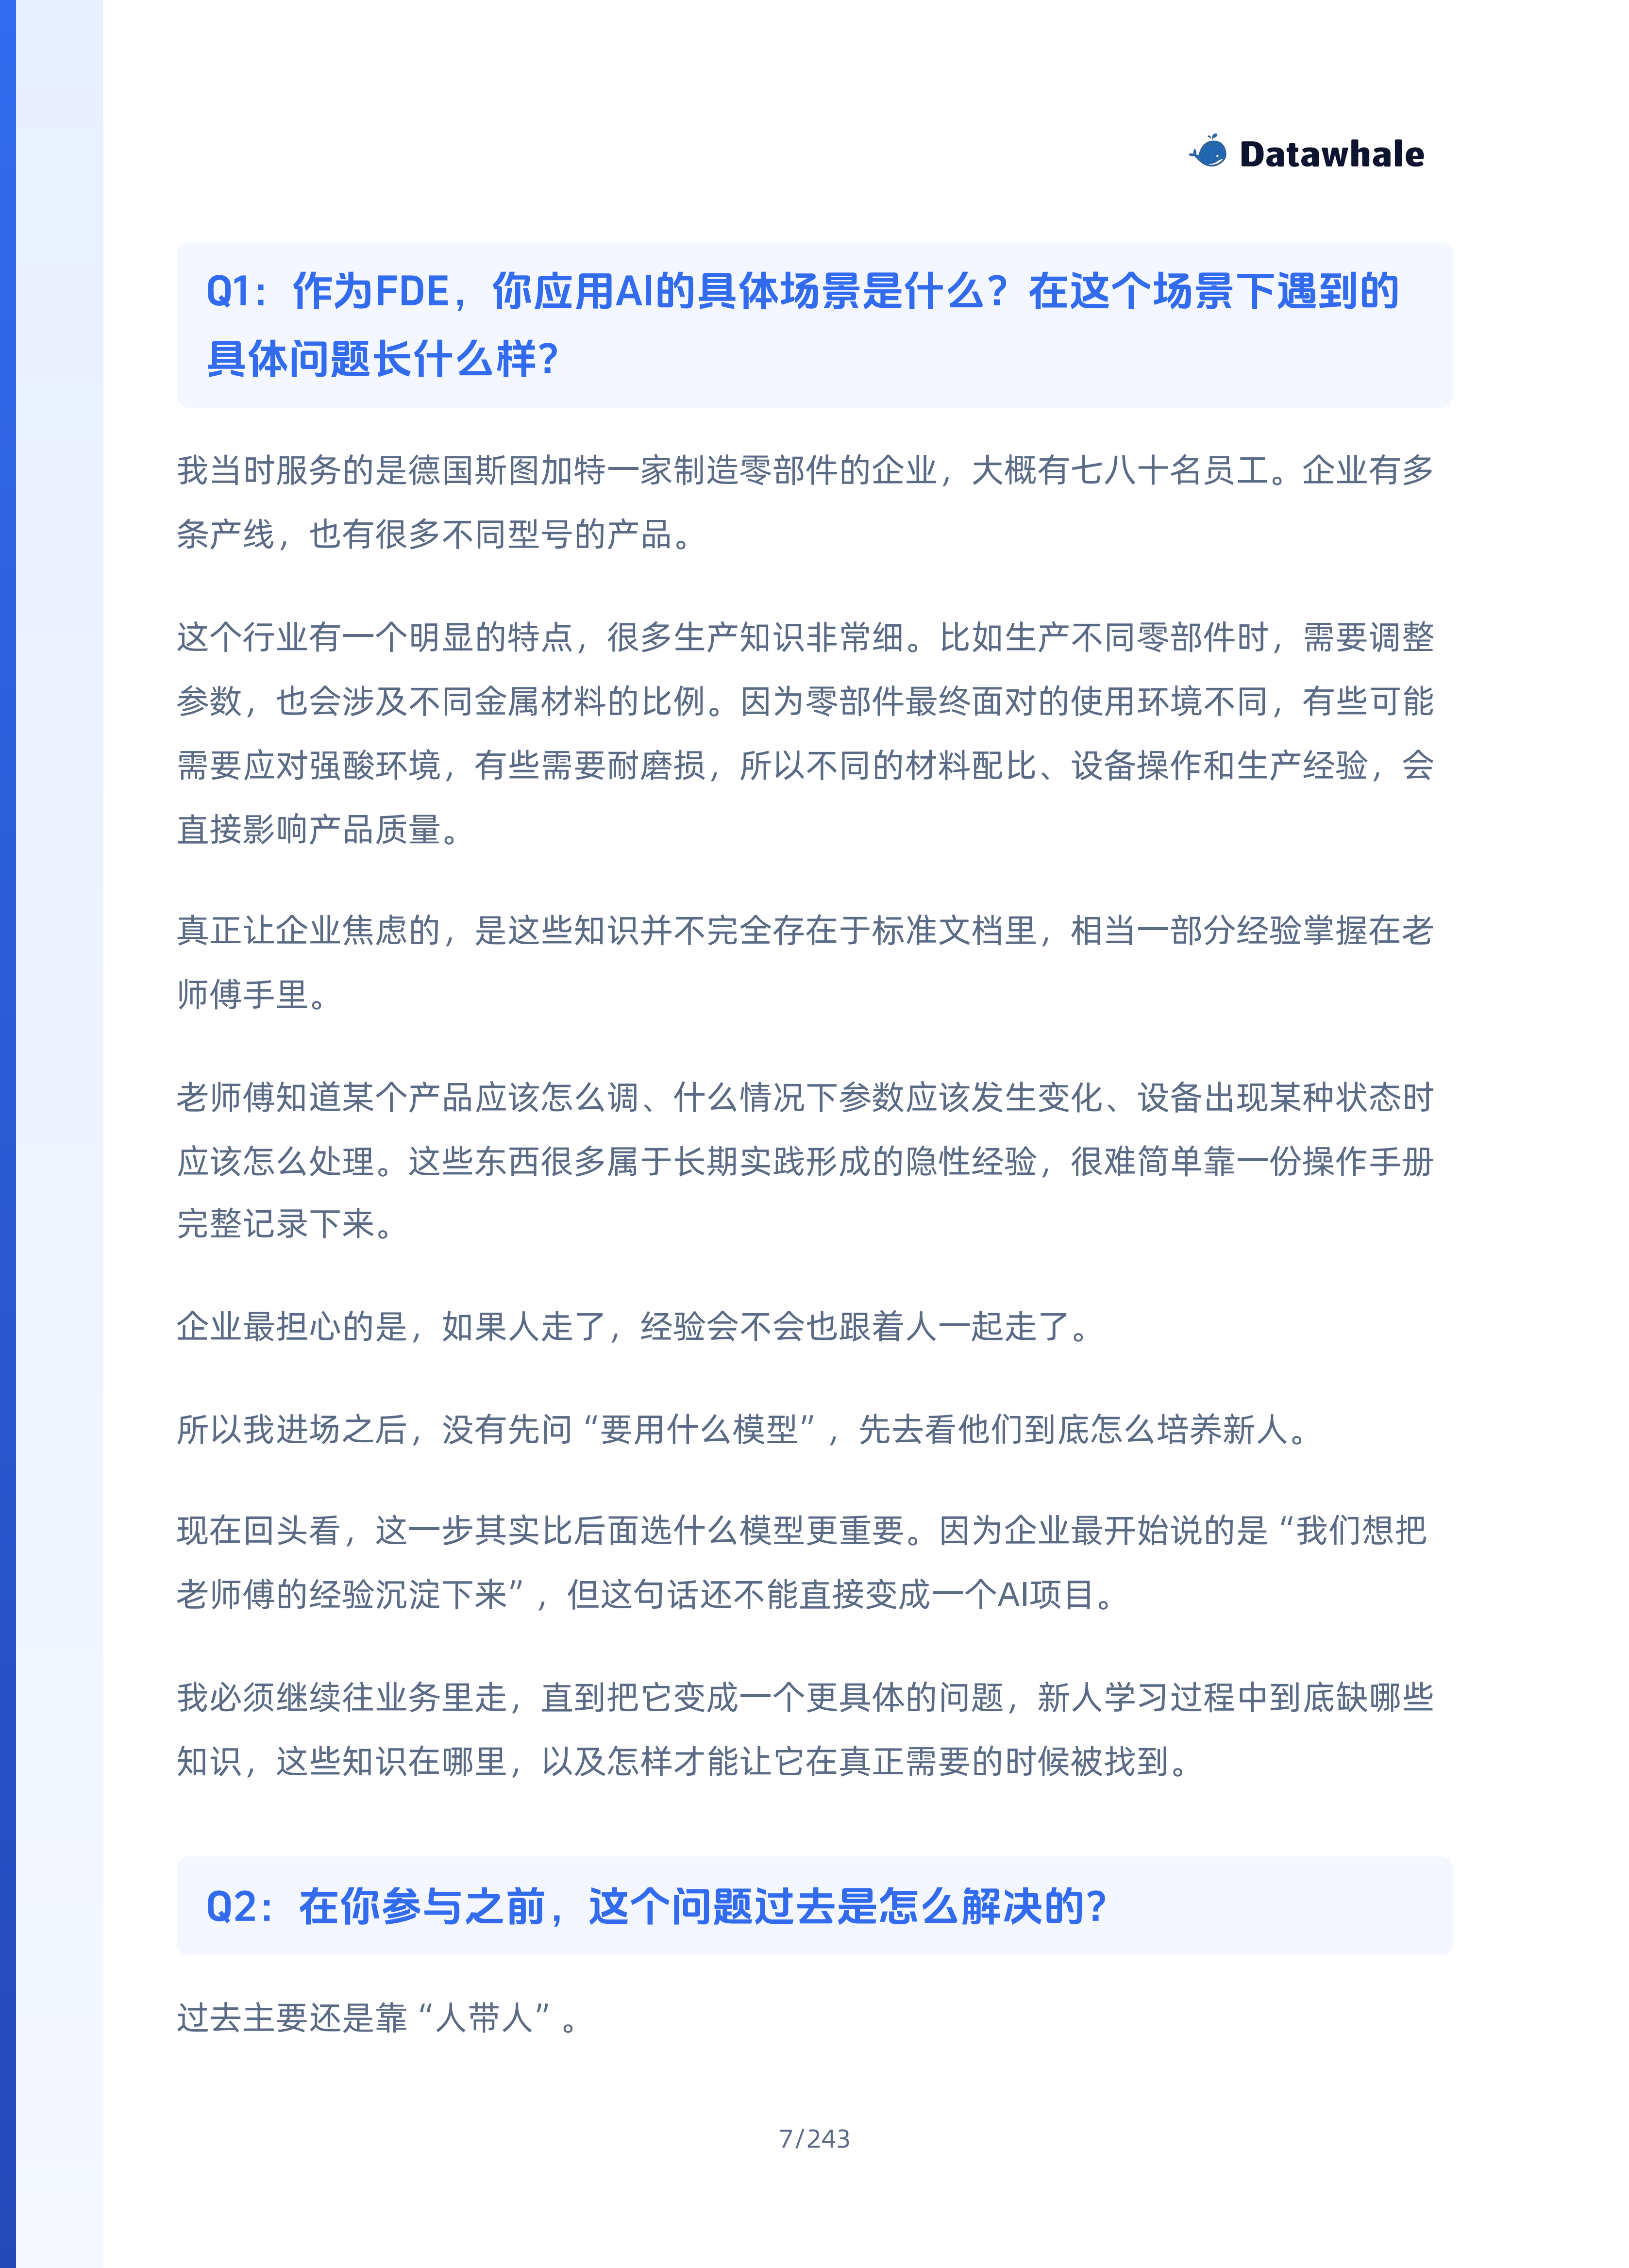 Datawhale
Q1：作为FDE，你应用AI的具体场景是什么？在这个场景下遇到的
具体问题长什么样？
我当时服务的是德国斯图加特一家制造零部件的企业，大概有七八十名员工。企业有多
条产线，也有很多不同型号的产品。
这个行业有一个明显的特点，很多生产知识非常细。比如生产不同零部件时，需要调整
参数，也会涉及不同金属材料的比例。因为零部件最终面对的使用环境不同，有些可能
需要应对强酸环境，有些需要耐磨损，所以不同的材料配比、设备操作和生产经验，会
直接影响产品质量。
真正让企业焦虑的，是这些知识并不完全存在于标准文档里，相当一部分经验掌握在老
师傅手里。
老师傅知道某个产品应该怎么调、什么情况下参数应该发生变化、设备出现某种状态时
应该怎么处理。这些东西很多属于长期实践形成的隐性经验，很难简单靠一份操作手册
完整记录下来。
企业最担心的是，如果人走了，经验会不会也跟着人一起走了。
所以我进场之后，没有先问“要用什么模型”，先去看他们到底怎么培养新人。
现在回头看，这一步其实比后面选什么模型更重要。因为企业最开始说的是“我们想把
老师傅的经验沉淀下来”，但这句话还不能直接变成一个AI项目。
我必须继续往业务里走，直到把它变成一个更具体的问题，新人学习过程中到底缺哪些
知识，这些知识在哪里，以及怎样才能让它在真正需要的时候被找到。
Q2：在你参与之前，这个问题过去是怎么解决的？
过去主要还是靠“人带人”。
7/243